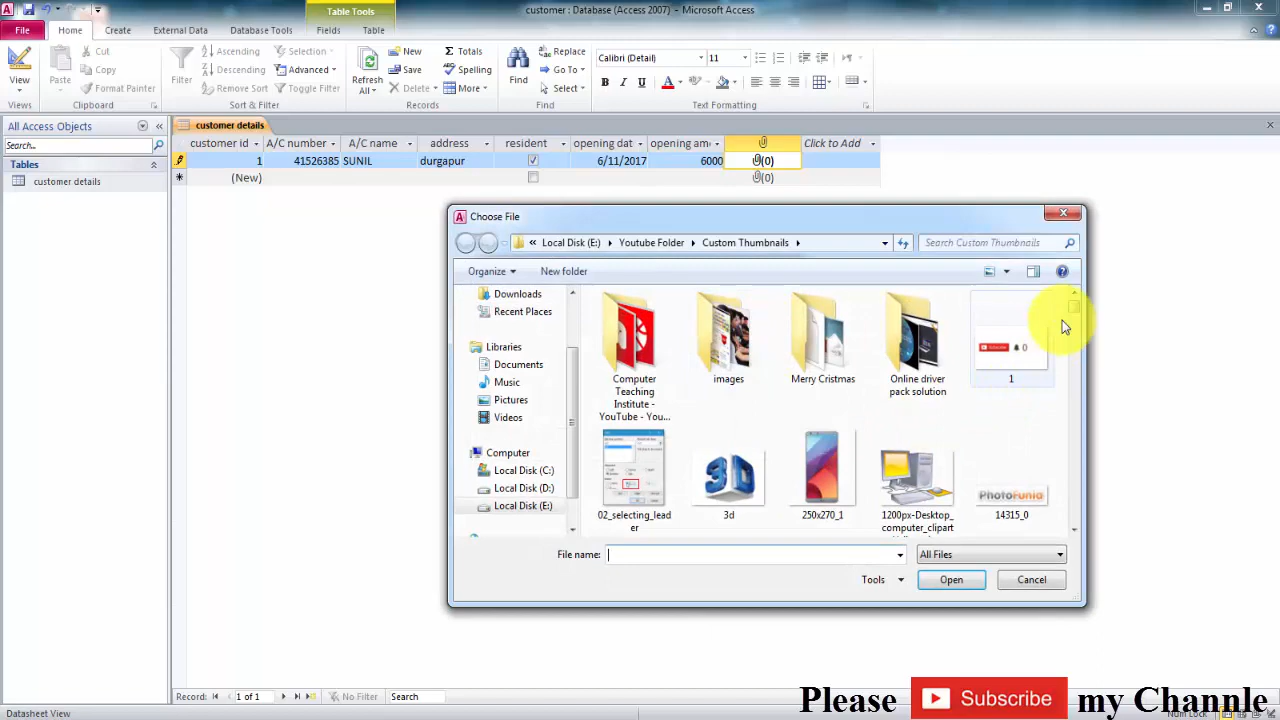 Table Tools
customer : Database (Access 2007) - Microsoft Access
File Home Create External Data Database Tools Fields Table
View
Views
Paste
Cut
Copy
Format Painter
Clipboard
Filter
Ascending
Descending
Remove Sort
Selection
Advanced
Toggle Filter
Sort & Filter
Refresh
All
New
Save
Delete
Totals
Spelling
More
Records
Find
Replace
Go To
Select
Find
Calibri (Detail) 11
B I U A
Text Formatting
All Access Objects
Search...
Tables
customer details
customer details
customer id A/C number A/C name address resident opening dat opening am Click to Add
1 41526385 SUNIL durgapur 6/11/2017 6000 (0)
(New) (0)
Choose File
« Local Disk (E:) Youtube Folder Custom Thumbnails Search Custom Thumbnails
Organize New folder
Downloads
Recent Places
Libraries
Documents
Music
Pictures
Videos
Computer
Local Disk (C:)
Local Disk (D:)
Local Disk (E:)
Computer
Teaching
Institute -
YouTube - You...
images
Merry Cristmas
Online driver
pack solution
Subscribe 0
1
02_selecting_lead
er
3d
3D
250x270_1
1200px-Desktop_
computer_clipart
PhotoFunia
14315_0
File name: All Files
Tools Open Cancel
Record: 1 of 1 No Filter Search
Please Subscribe my Channle
Datasheet View Num Lock